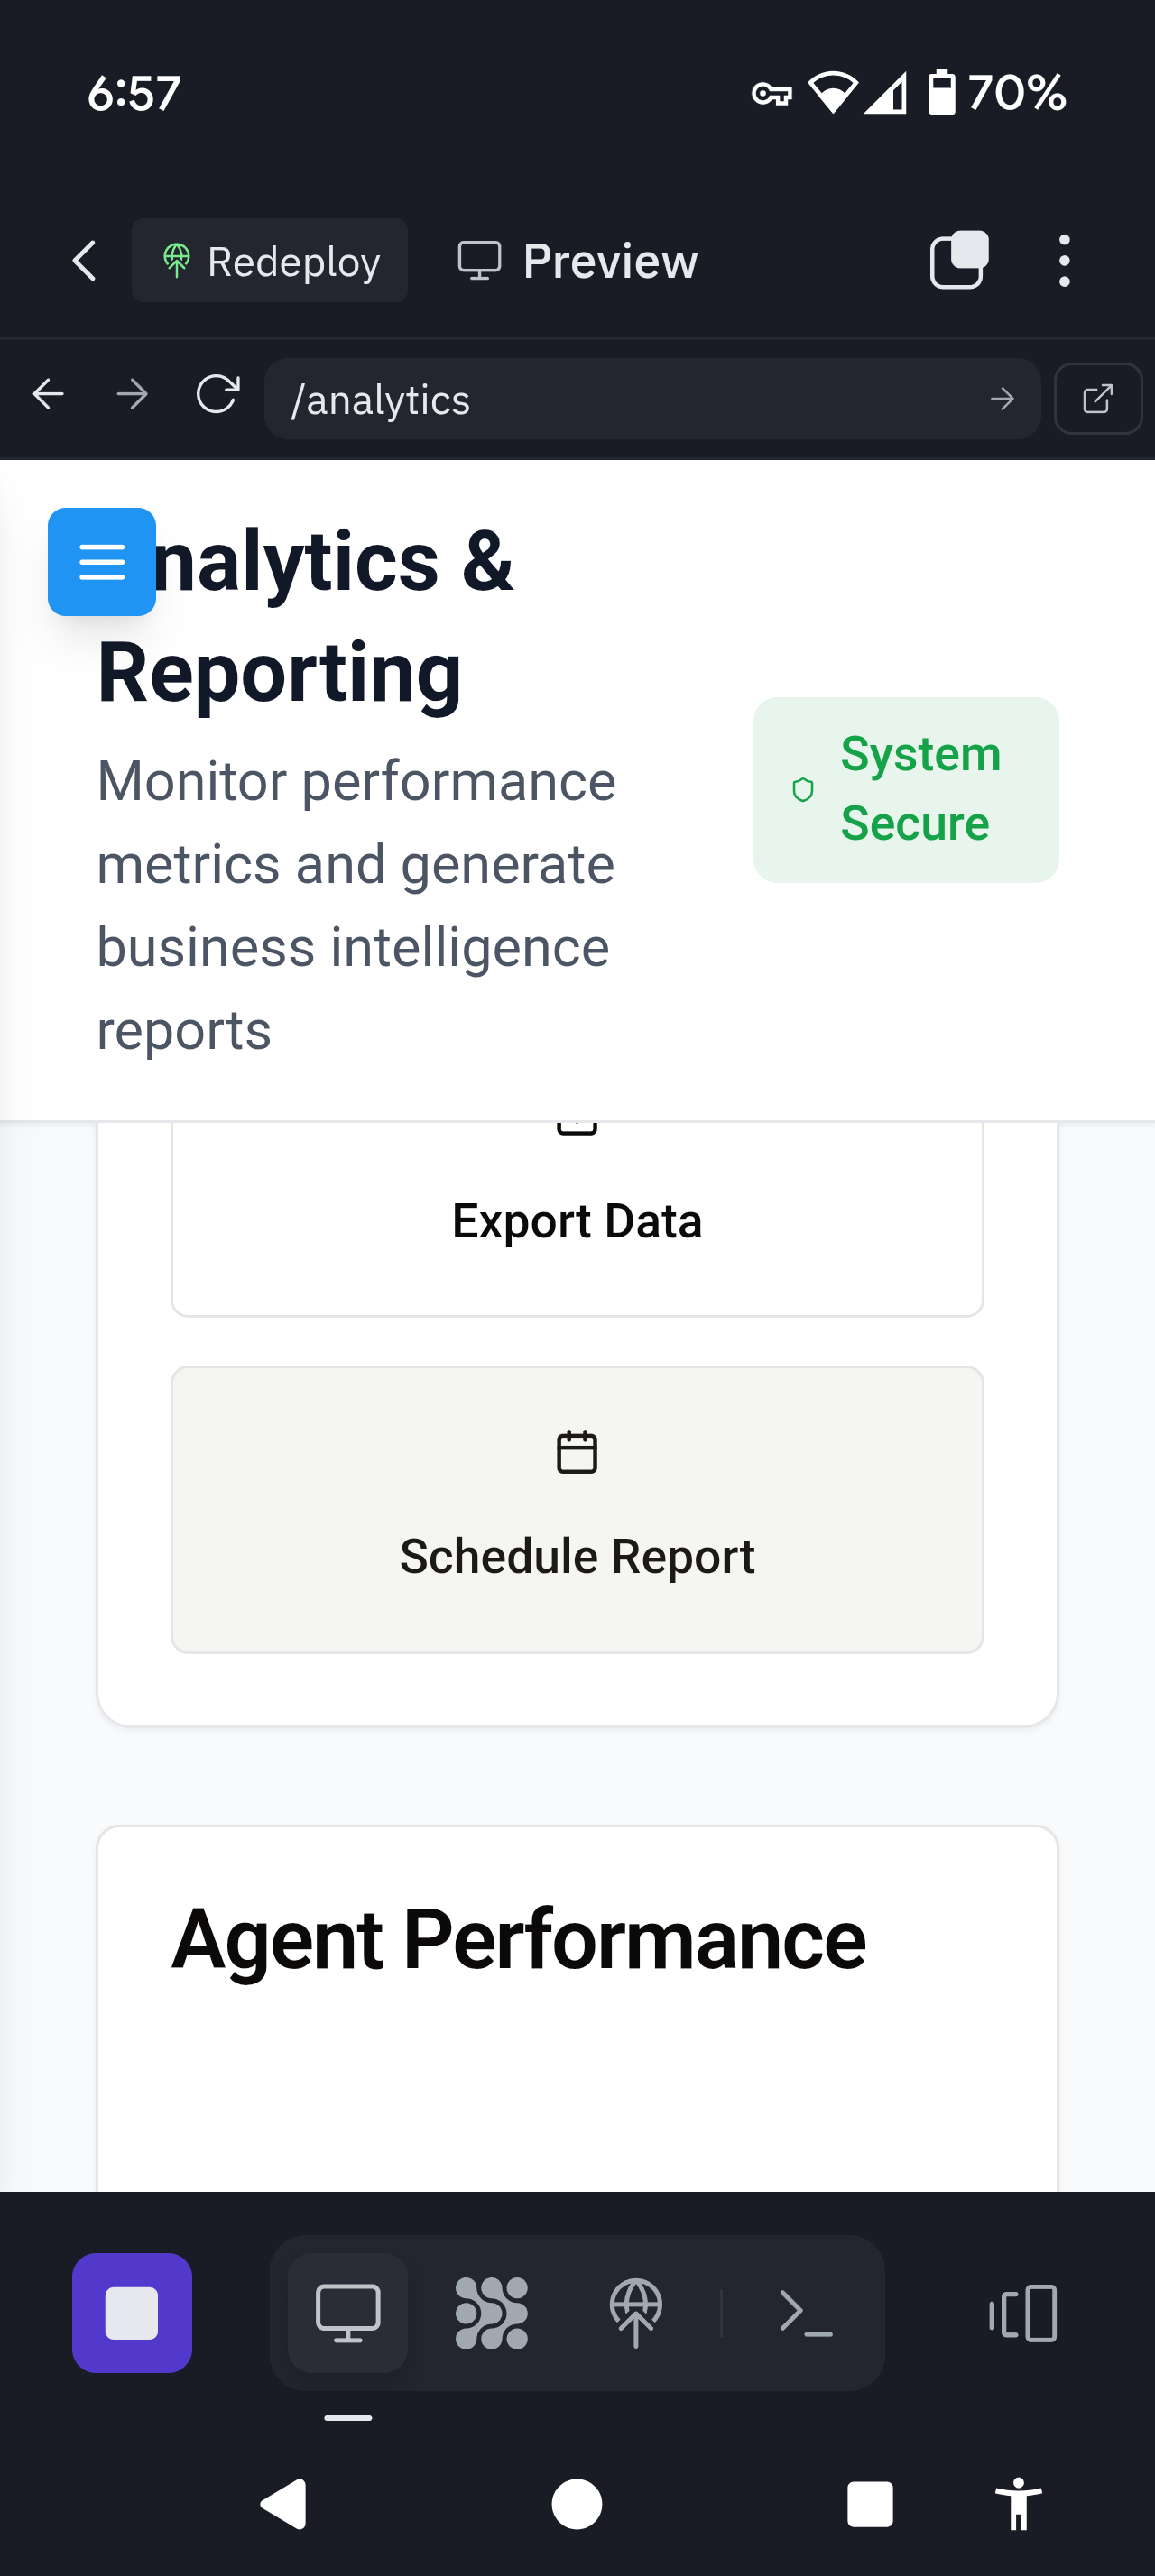 6:57
70%
Redeploy
Preview
/analytics
nalytics &
Reporting
Monitor performance
metrics and generate
business intelligence
reports
System
Secure
Export Data
Schedule Report
Agent Performance